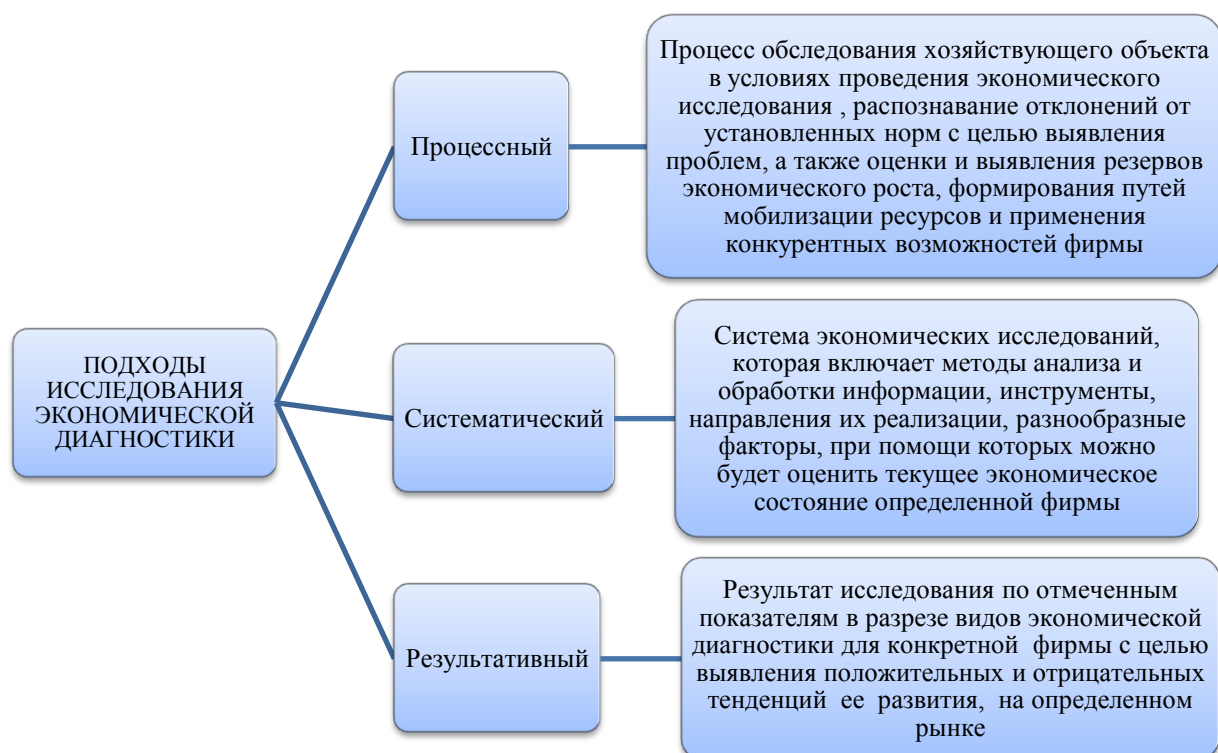 ПОДХОДЫ
ИССЛЕДОВАНИЯ
ЭКОНОМИЧЕСКОЙ
ДИАГНОСТИКИ
Процессный
Процесс обследования хозяйствующего объекта
в условиях проведения экономического
исследования , распознавание отклонений от
установленных норм с целью выявления
проблем, а также оценки и выявления резервов
экономического роста, формирования путей
мобилизации ресурсов и применения
конкурентных возможностей фирмы
Систематический
Система экономических исследований,
которая включает методы анализа и
обработки информации, инструменты,
направления их реализации, разнообразные
факторы, при помощи которых можно
будет оценить текущее экономическое
состояние определенной фирмы
Результативный
Результат исследования по отмеченным
показателям в разрезе видов экономической
диагностики для конкретной фирмы с целью
выявления положительных и отрицательных
тенденций ее развития, на определенном
рынке